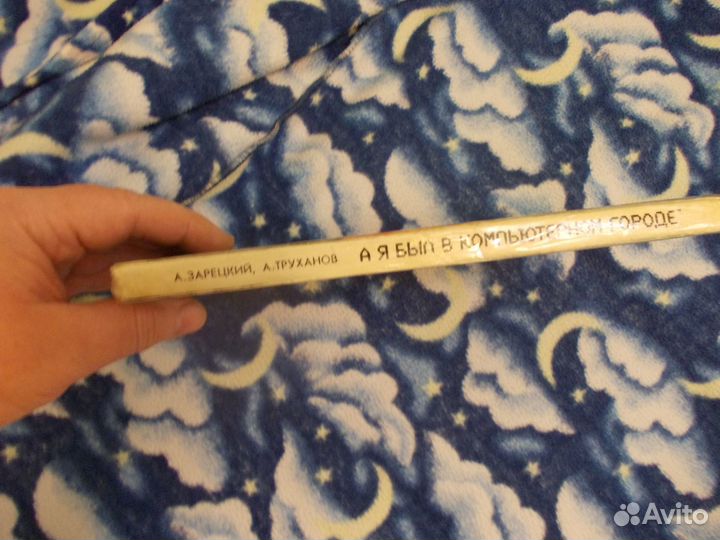 А.ЗАРЕЦКИЙ, А.ТРУХАНОВ А Я БЫЛ В КОМПЬЮТЕРНОМ ГОРОДЕ
Avito